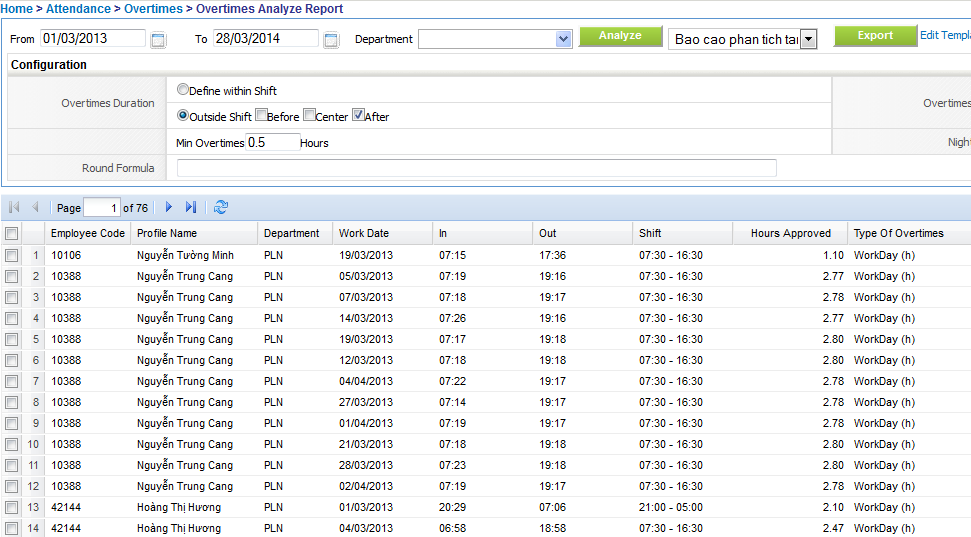 Home > Attendance > Overtimes > Overtimes Analyze Report
From 01/03/2013 To 28/03/2014 Department Analyze Bao cao phan tich tar Export Edit Templa
Configuration
Overtimes Duration Define within Shift Overtimes
Outside Shift Before Center After
Min Overtimes 0.5 Hours Night
Round Formula
Page 1 of 76
Employee Code Profile Name Department Work Date In Out Shift Hours Approved Type Of Overtimes
1 10106 Nguyễn Tường Minh PLN 19/03/2013 07:15 17:36 07:30 - 16:30 1.10 WorkDay (h)
2 10388 Nguyễn Trung Cang PLN 05/03/2013 07:19 19:16 07:30 - 16:30 2.77 WorkDay (h)
3 10388 Nguyễn Trung Cang PLN 07/03/2013 07:18 19:17 07:30 - 16:30 2.78 WorkDay (h)
4 10388 Nguyễn Trung Cang PLN 14/03/2013 07:26 19:16 07:30 - 16:30 2.77 WorkDay (h)
5 10388 Nguyễn Trung Cang PLN 19/03/2013 07:17 19:18 07:30 - 16:30 2.80 WorkDay (h)
6 10388 Nguyễn Trung Cang PLN 12/03/2013 07:18 19:18 07:30 - 16:30 2.80 WorkDay (h)
7 10388 Nguyễn Trung Cang PLN 04/04/2013 07:22 19:17 07:30 - 16:30 2.78 WorkDay (h)
8 10388 Nguyễn Trung Cang PLN 27/03/2013 07:14 19:17 07:30 - 16:30 2.78 WorkDay (h)
9 10388 Nguyễn Trung Cang PLN 01/04/2013 07:19 19:17 07:30 - 16:30 2.78 WorkDay (h)
10 10388 Nguyễn Trung Cang PLN 21/03/2013 07:18 19:18 07:30 - 16:30 2.80 WorkDay (h)
11 10388 Nguyễn Trung Cang PLN 28/03/2013 07:23 19:18 07:30 - 16:30 2.80 WorkDay (h)
12 10388 Nguyễn Trung Cang PLN 02/04/2013 07:19 19:17 07:30 - 16:30 2.78 WorkDay (h)
13 42144 Hoàng Thị Hương PLN 01/03/2013 20:29 07:06 21:00 - 05:00 2.10 WorkDay (h)
14 42144 Hoàng Thị Hương PLN 04/03/2013 06:58 18:58 07:30 - 16:30 2.47 WorkDay (h)